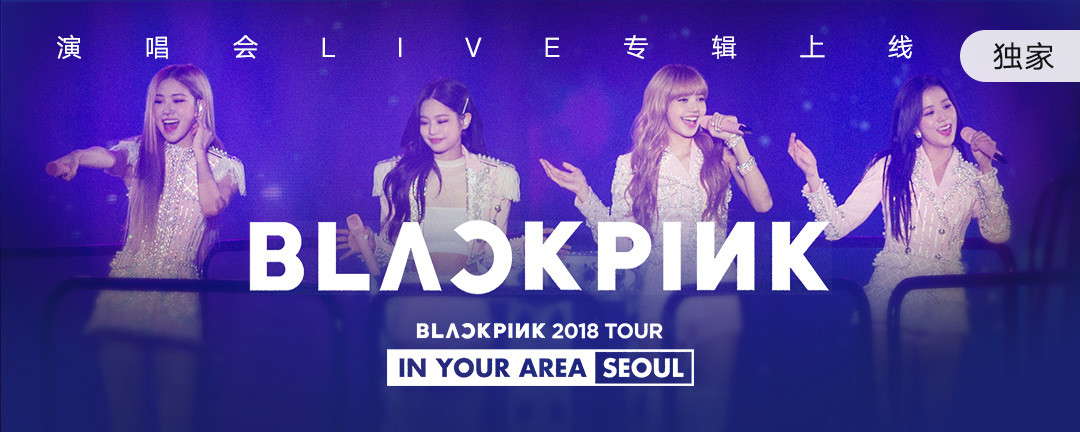 演唱会LIVE专辑上线
独家
BLACKPINK
BLACKPINK 2018 TOUR
IN YOUR AREA SEOUL